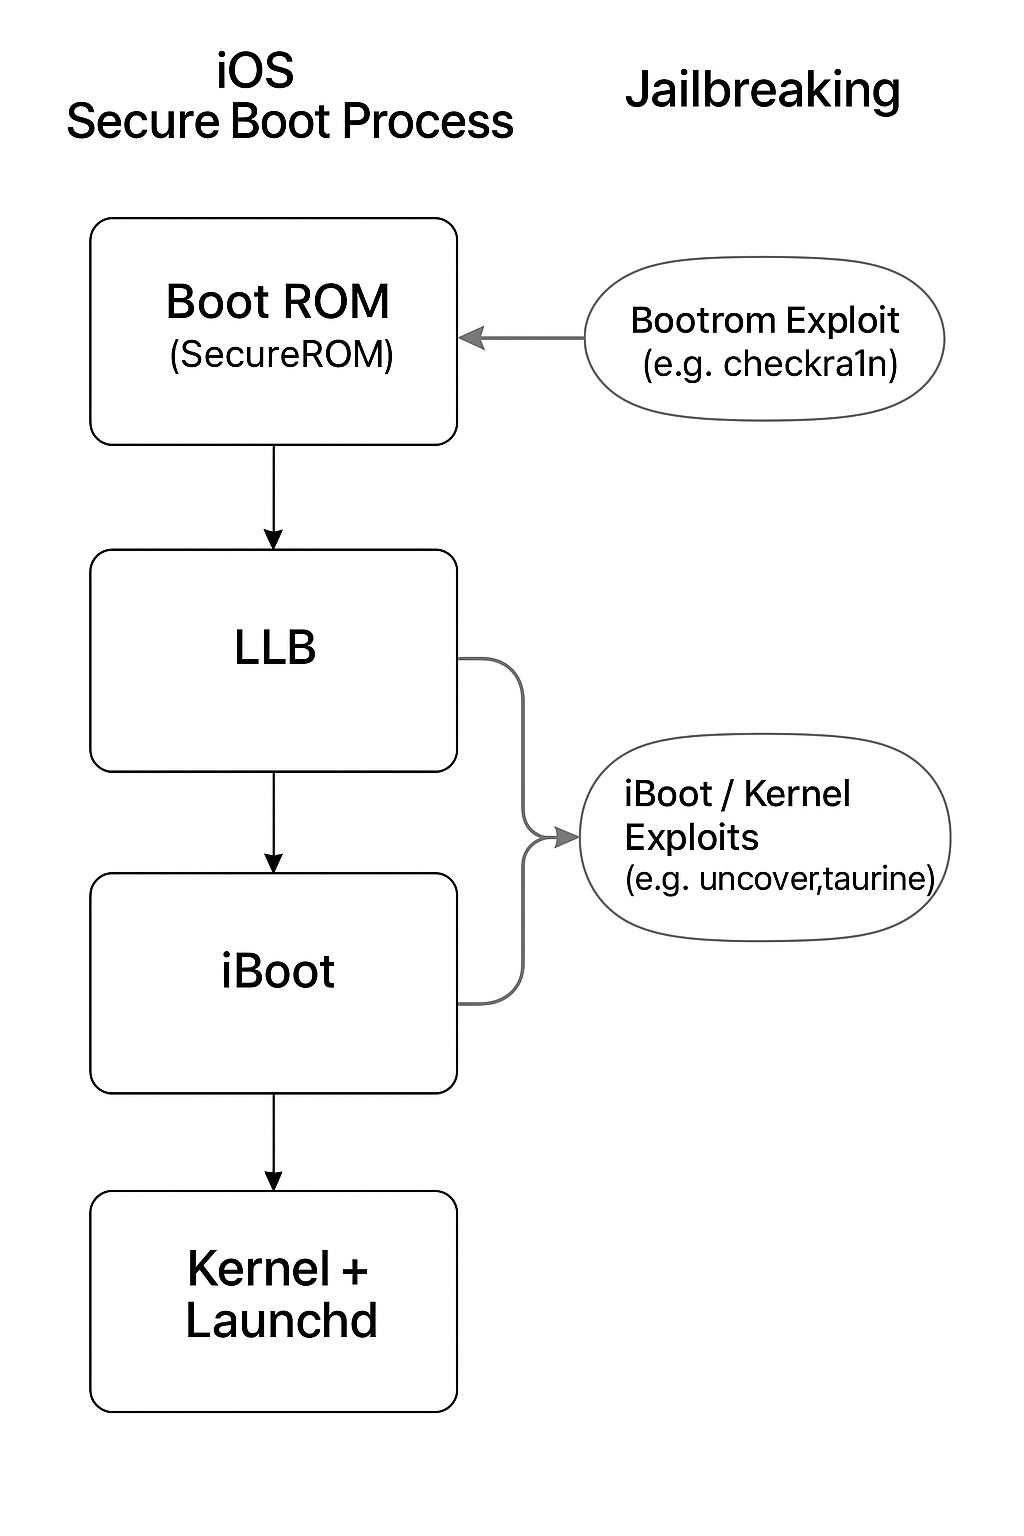 iOS
Secure Boot Process
Jailbreaking
Boot ROM
(SecureROM)
Bootrom Exploit
(e.g. checkra1n)
LLB
iBoot / Kernel
Exploits
(e.g. uncover,taurine)
iBoot
Kernel +
Launchd